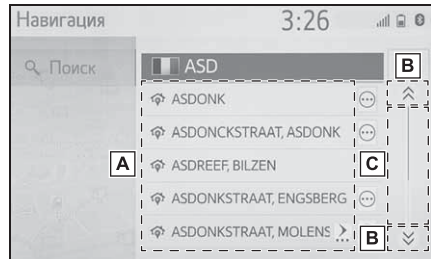 Навигация 3:26
Поиск
ASD
B
ASDONK
ASDONCKSTRAAT, ASDONK
A
ASDREEF, BILZEN
C
ASDONKSTRAAT, ENGSBERG
ASDONKSTRAAT, MOLENS
B